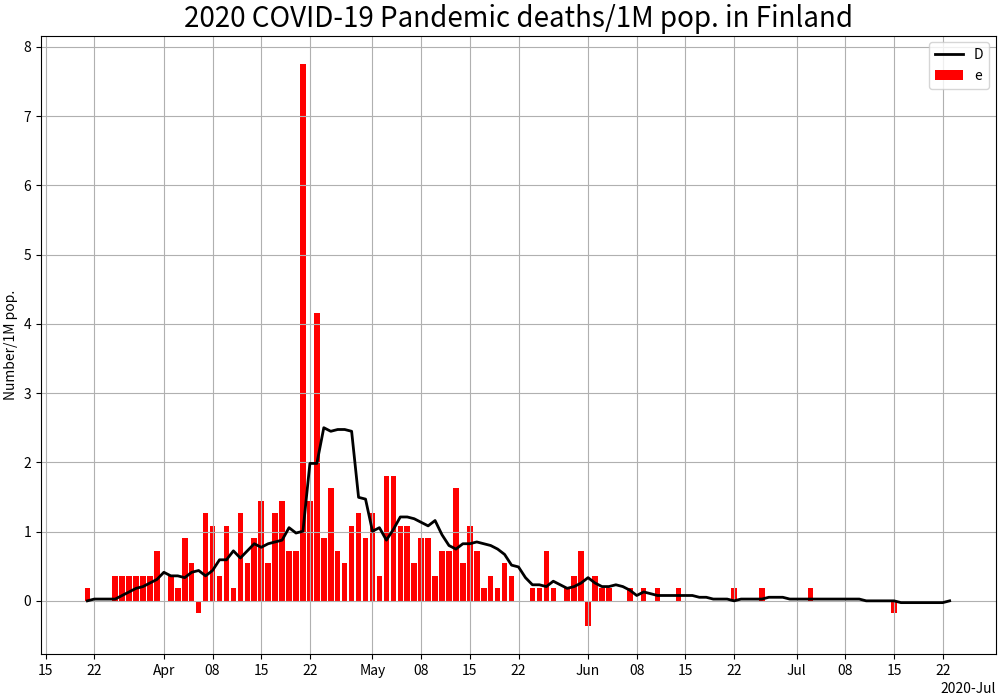 2020 COVID-19 Pandemic deaths/1M pop. in Finland
D
e
Number/1M pop.
8
7
6
5
4
3
2
1
0
15 22 Apr 08 15 22 May 08 15 22 Jun 08 15 22 Jul 08 15 22
2020-Jul